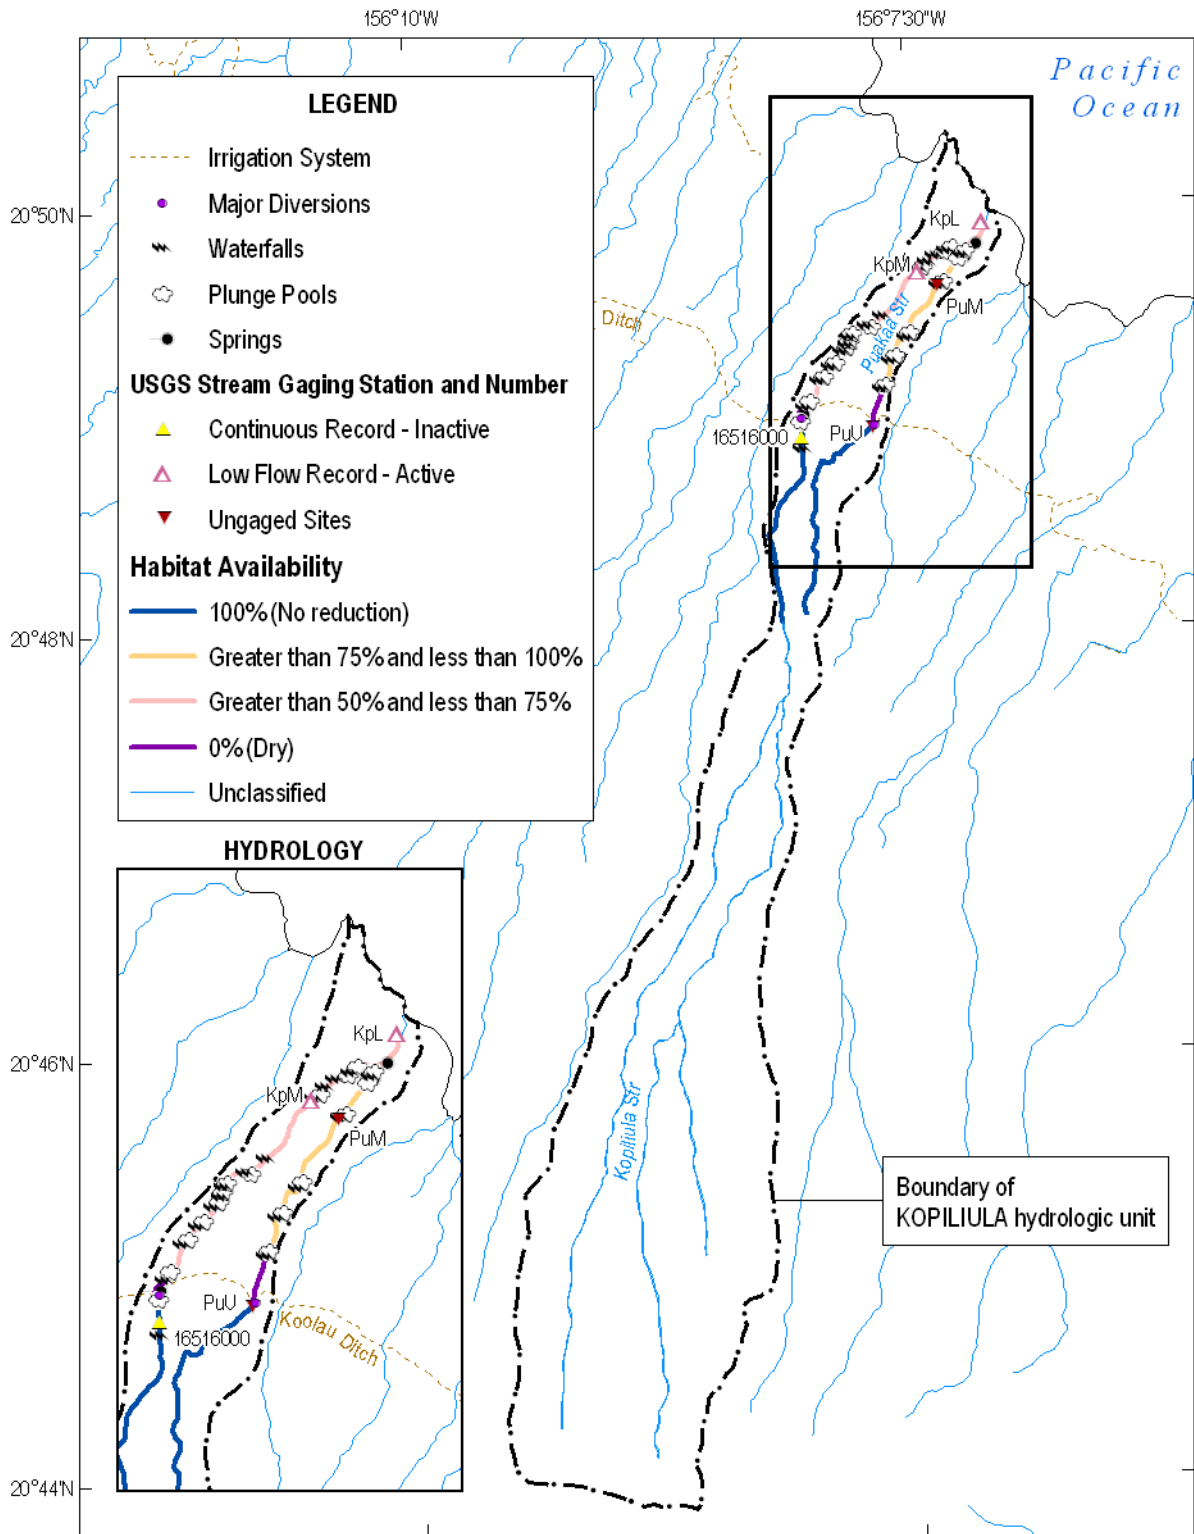 156°10'W
156°7'30"W
Pacific
Ocean
LEGEND
Irrigation System
Major Diversions
Waterfalls
Plunge Pools
Springs
USGS Stream Gaging Station and Number
Continuous Record - Inactive
Low Flow Record - Active
Ungaged Sites
Habitat Availability
100% (No reduction)
Greater than 75% and less than 100%
Greater than 50% and less than 75%
0% (Dry)
Unclassified
20°50'N
20°48'N
20°46'N
20°44'N
KpL
KpM
PuM
Puakaa Str
Ditch
16516000
PuU
HYDROLOGY
KpL
KpM
PuM
PuU
16516000
Koolau Ditch
Kopiliula Str
Boundary of
KOPILIULA hydrologic unit